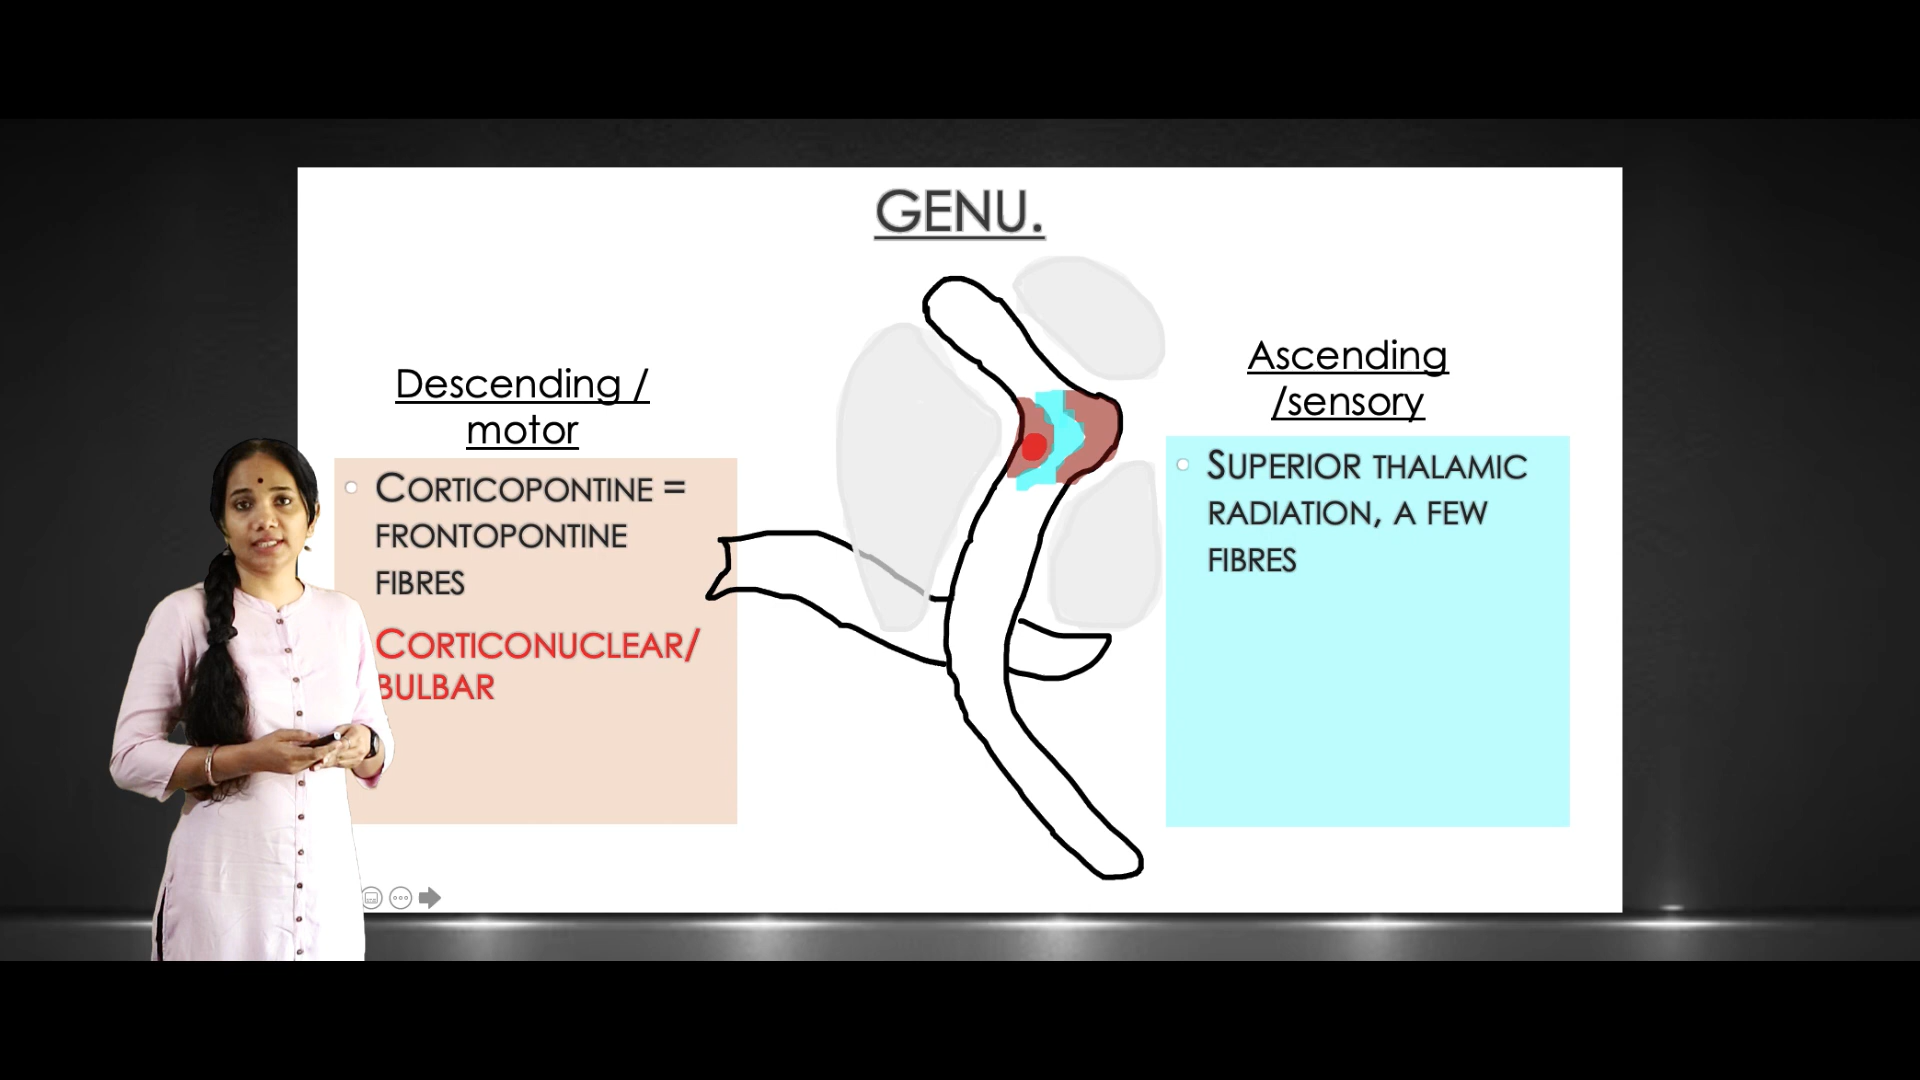 GENU.
Descending /
motor
CORTICOPONTINE =
FRONTOPONTINE
FIBRES
CORTICONUCLEAR/
BULBAR
Ascending
/sensory
SUPERIOR THALAMIC
RADIATION, A FEW
FIBRES